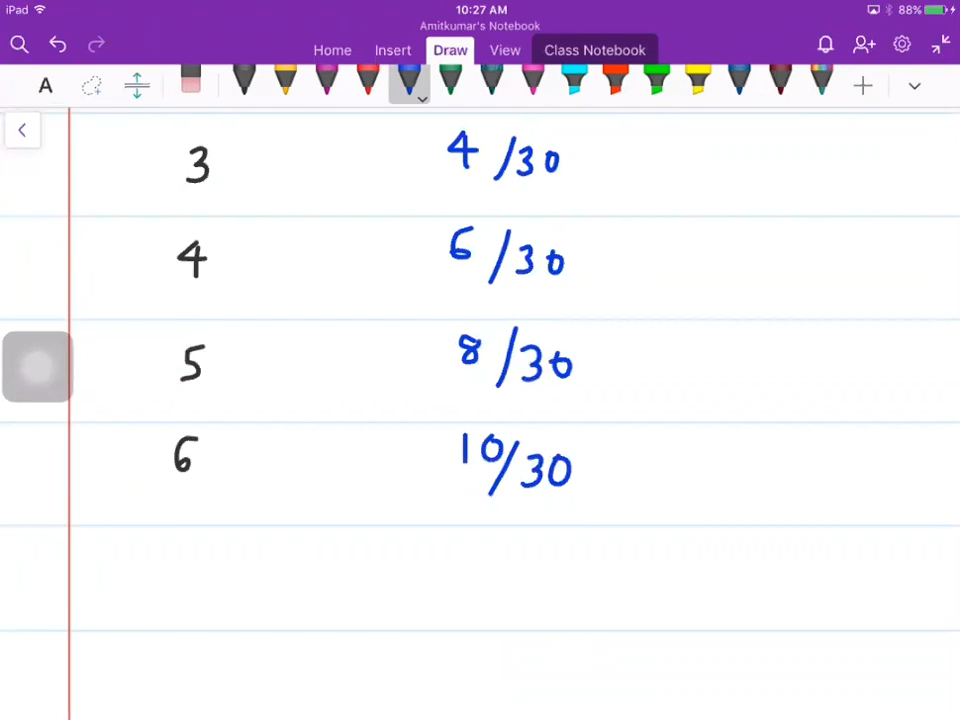 iPad 10:27 AM 88%
Amitkumar's Notebook
Home Insert Draw View Class Notebook
A
3 4/30
4 6/30
5 8/30
6 10/30